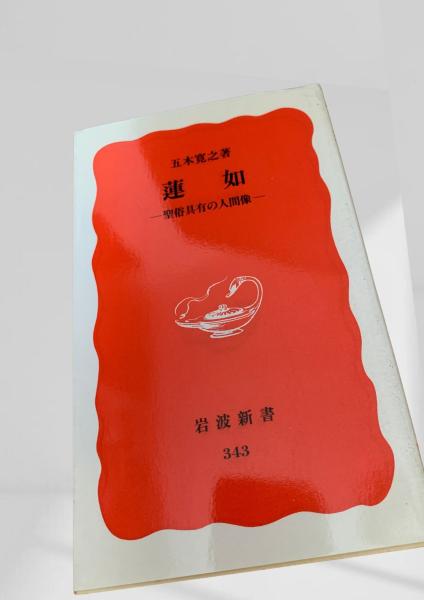 五木寛之著
蓮如
—聖俗具有の人間像—
岩波新書
343